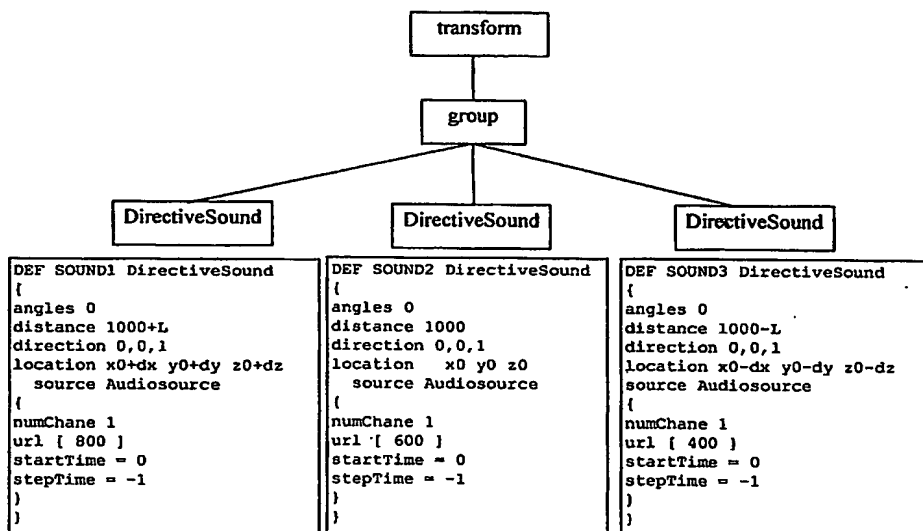 transform
group
DirectiveSound
DirectiveSound
DirectiveSound
DEF SOUND1 DirectiveSound
{
angles 0
distance 1000+L
direction 0,0,1
location x0+dx y0+dy z0+dz
source Audiosource
{
numChane 1
url [ 800 ]
startTime = 0
stepTime = -1
}
}
DEF SOUND2 DirectiveSound
{
angles 0
distance 1000
direction 0,0,1
location x0 y0 z0
source Audiosource
{
numChane 1
url [ 600 ]
startTime = 0
stepTime = -1
}
}
DEF SOUND3 DirectiveSound
{
angles 0
distance 1000-L
direction 0,0,1
location x0-dx y0-dy z0-dz
source Audiosource
{
numChane 1
url [ 400 ]
startTime = 0
stepTime = -1
}
}